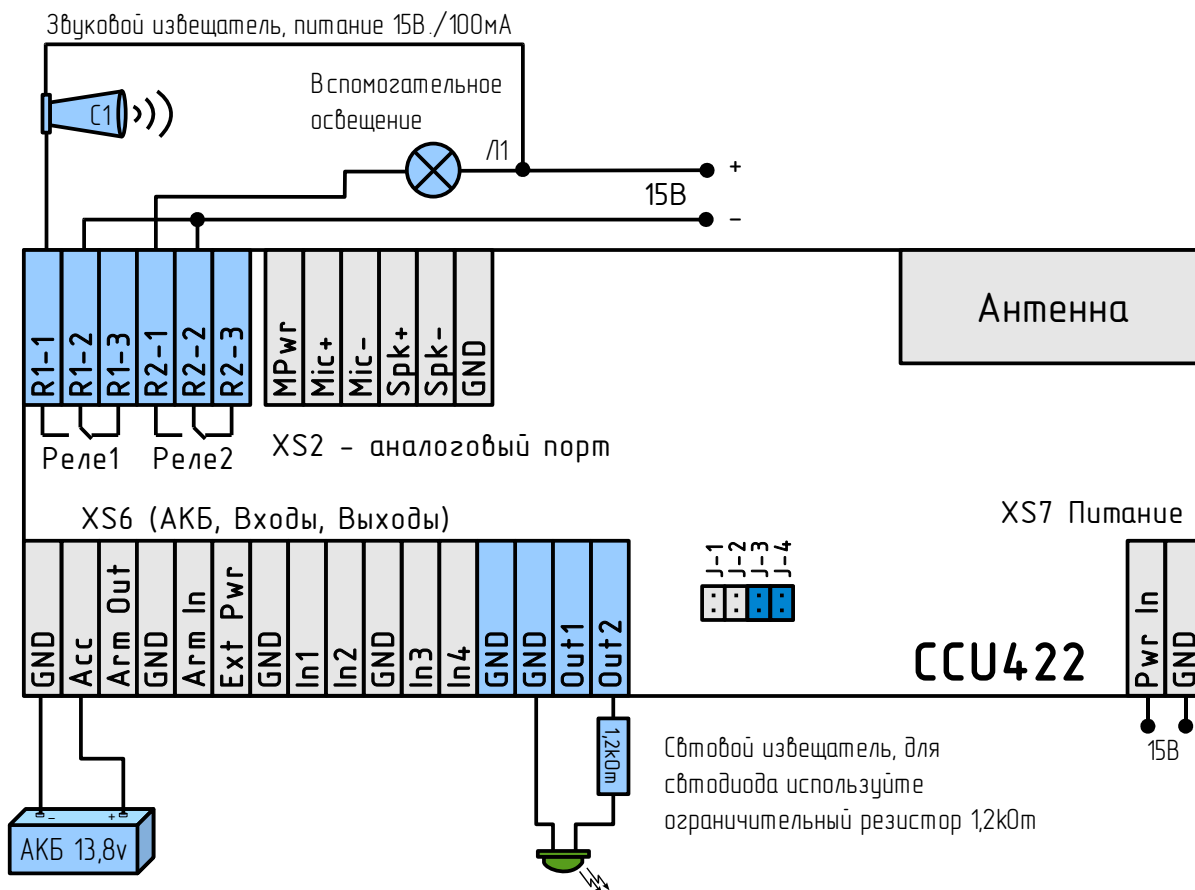 Звуковой извещатель, питание 15В./100мА
С1
Вспомогательное
освещение
Л1
+
15В
-
R1-1
R1-2
R1-3
R2-1
R2-2
R2-3
MPwr
Mic+
Mic-
Spk+
Spk-
GND
Антенна
Реле1
Реле2
XS2 - аналоговый порт
XS6 (АКБ, Входы, Выходы)
XS7 Питание
J-1
J-2
J-3
J-4
GND
Acc
Arm Out
GND
Arm In
Ext Pwr
GND
In1
In2
GND
In3
In4
GND
GND
Out1
Out2
CCU422
Pwr In
GND
15В
1,2kOm
Свтовой извещатель, для
свтодиода используйте
ограничительный резистор 1,2kOm
- +
АКБ 13,8v